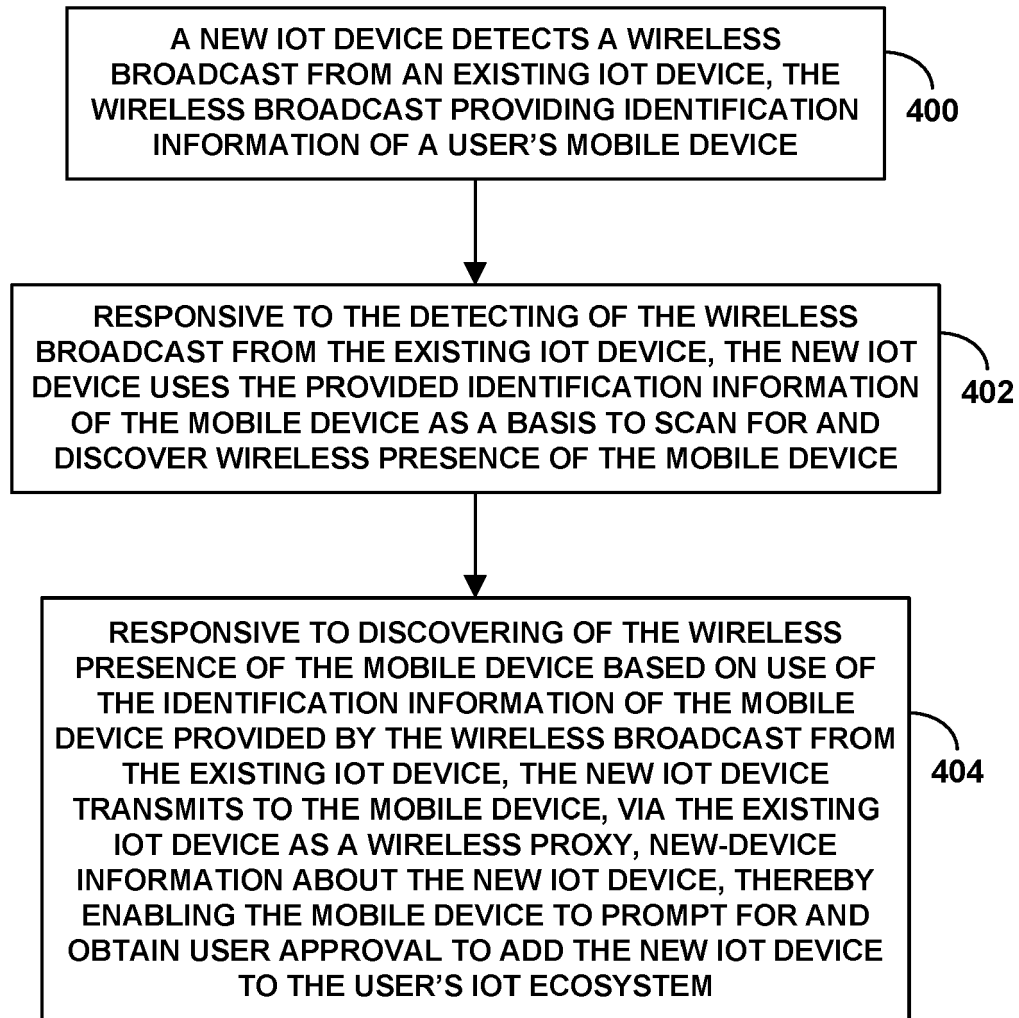 A NEW IOT DEVICE DETECTS A WIRELESS
BROADCAST FROM AN EXISTING IOT DEVICE, THE
WIRELESS BROADCAST PROVIDING IDENTIFICATION
INFORMATION OF A USER'S MOBILE DEVICE
400
RESPONSIVE TO THE DETECTING OF THE WIRELESS
BROADCAST FROM THE EXISTING IOT DEVICE, THE NEW IOT
DEVICE USES THE PROVIDED IDENTIFICATION INFORMATION
OF THE MOBILE DEVICE AS A BASIS TO SCAN FOR AND
DISCOVER WIRELESS PRESENCE OF THE MOBILE DEVICE
402
RESPONSIVE TO DISCOVERING OF THE WIRELESS
PRESENCE OF THE MOBILE DEVICE BASED ON USE OF
THE IDENTIFICATION INFORMATION OF THE MOBILE
DEVICE PROVIDED BY THE WIRELESS BROADCAST FROM
THE EXISTING IOT DEVICE, THE NEW IOT DEVICE
TRANSMITS TO THE MOBILE DEVICE, VIA THE EXISTING
IOT DEVICE AS A WIRELESS PROXY, NEW-DEVICE
INFORMATION ABOUT THE NEW IOT DEVICE, THEREBY
ENABLING THE MOBILE DEVICE TO PROMPT FOR AND
OBTAIN USER APPROVAL TO ADD THE NEW IOT DEVICE
TO THE USER'S IOT ECOSYSTEM
404